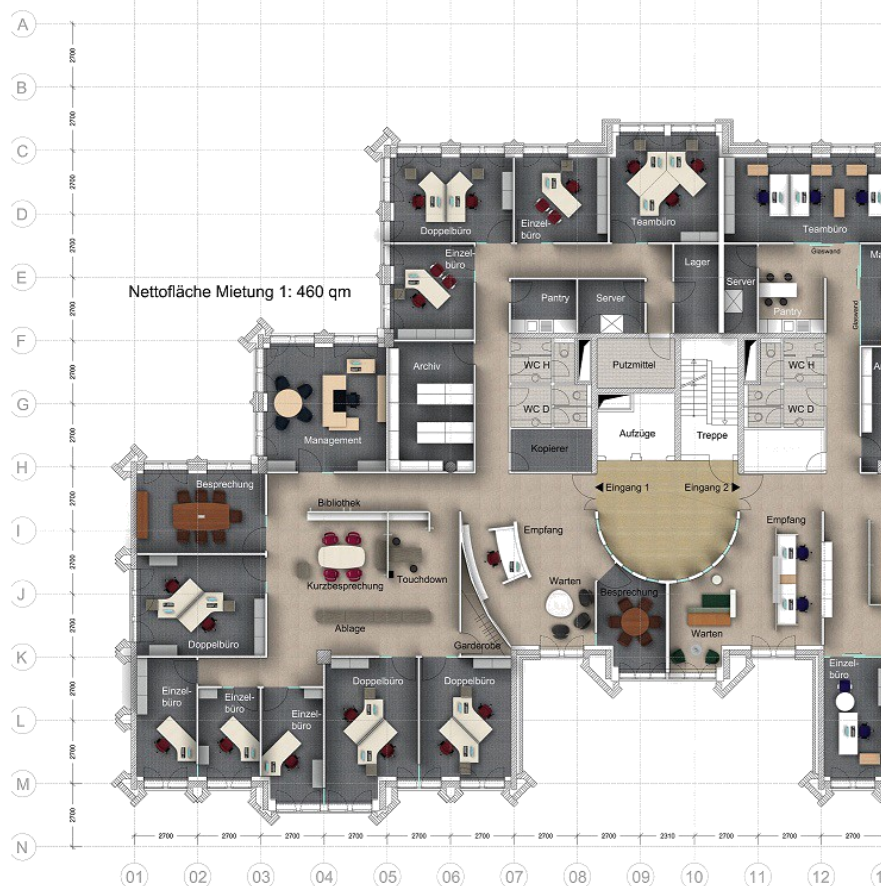 A
2700
B
2700
C
2700
D
Doppelbüro
Einzel-
büro
Teambüro
Teambüro
2700
E
Einzel-
büro
Lager
Server
Glaswand
Ma
Nettofläche Mietung 1: 460 qm
Pantry
Server
Pantry
Glaswand
2700
F
Archiv
WC H
Putzmittel
WC H
A
2700
G
WC D
WC D
Management
Aufzüge
Treppe
Kopierer
2700
H
Besprechung
Eingang 1
Eingang 2
Bibliothek
2700
I
Empfang
Empfang
2700
Kurzbesprechung
Touchdown
Warten
J
Besprechung
2700
Ablage
Warten
Doppelbüro
Garderobe
K
Einzel-
büro
Doppelbüro
Doppelbüro
2700
Einzel-
büro
Einzel-
büro
Einzel-
büro
L
2700
M
2700
2700
2700
2700
2700
2700
2700
2700
2700
2310
2700
2700
N
01
02
03
04
05
06
07
08
09
10
11
12
1